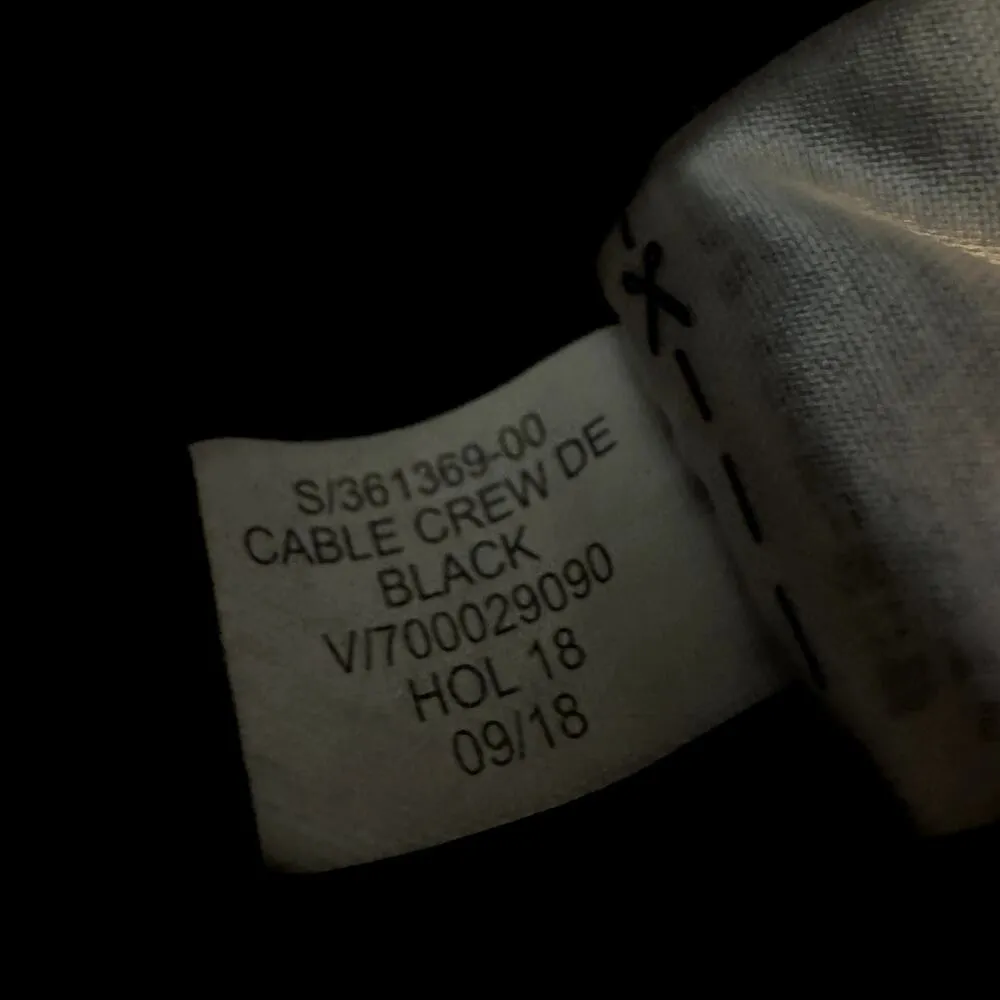 S/361369-00
CABLE CREW DE
BLACK
V/700029090
HOL 18
09/18